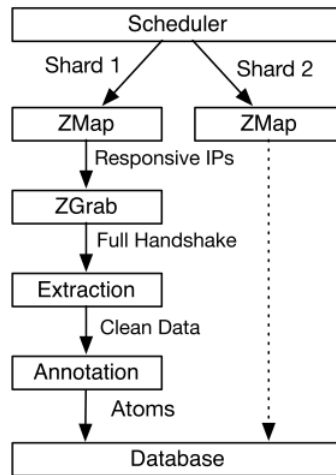 Scheduler
Shard 1
Shard 2
ZMap
ZMap
Responsive IPs
ZGrab
Full Handshake
Extraction
Clean Data
Annotation
Atoms
Database